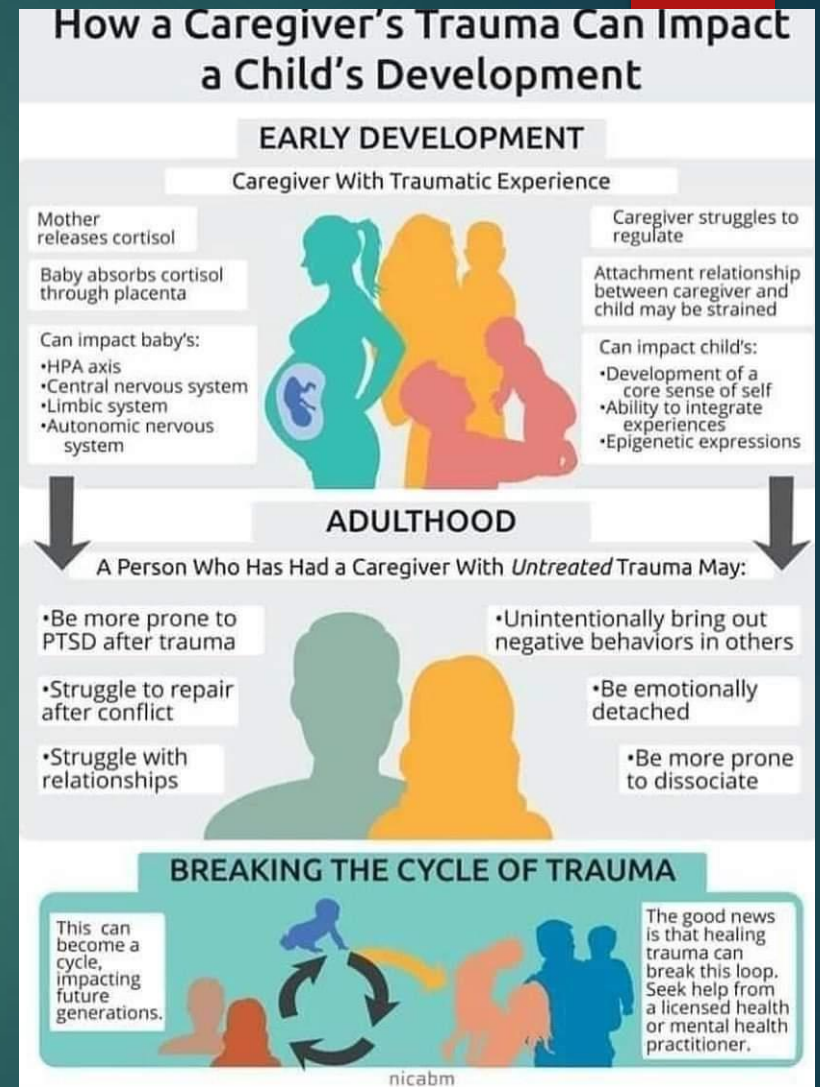 How a Caregiver's Trauma Can Impact
a Child's Development
EARLY DEVELOPMENT
Caregiver With Traumatic Experience
Mother
releases cortisol
Baby absorbs cortisol
through placenta
Can impact baby's:
•HPA axis
•Central nervous system
•Limbic system
•Autonomic nervous
system
Caregiver struggles to
regulate
Attachment relationship
between caregiver and
child may be strained
Can impact child's:
•Development of a
core sense of self
•Ability to integrate
experiences
•Epigenetic expressions
ADULTHOOD
A Person Who Has Had a Caregiver With Untreated Trauma May:
•Be more prone to
PTSD after trauma
•Struggle to repair
after conflict
•Struggle with
relationships
•Unintentionally bring out
negative behaviors in others
•Be emotionally
detached
•Be more prone
to dissociate
BREAKING THE CYCLE OF TRAUMA
This can
become a
cycle,
impacting
future
generations.
The good news
is that healing
trauma can
break this loop.
Seek help from
a licensed health
or mental health
practitioner.
nicabm